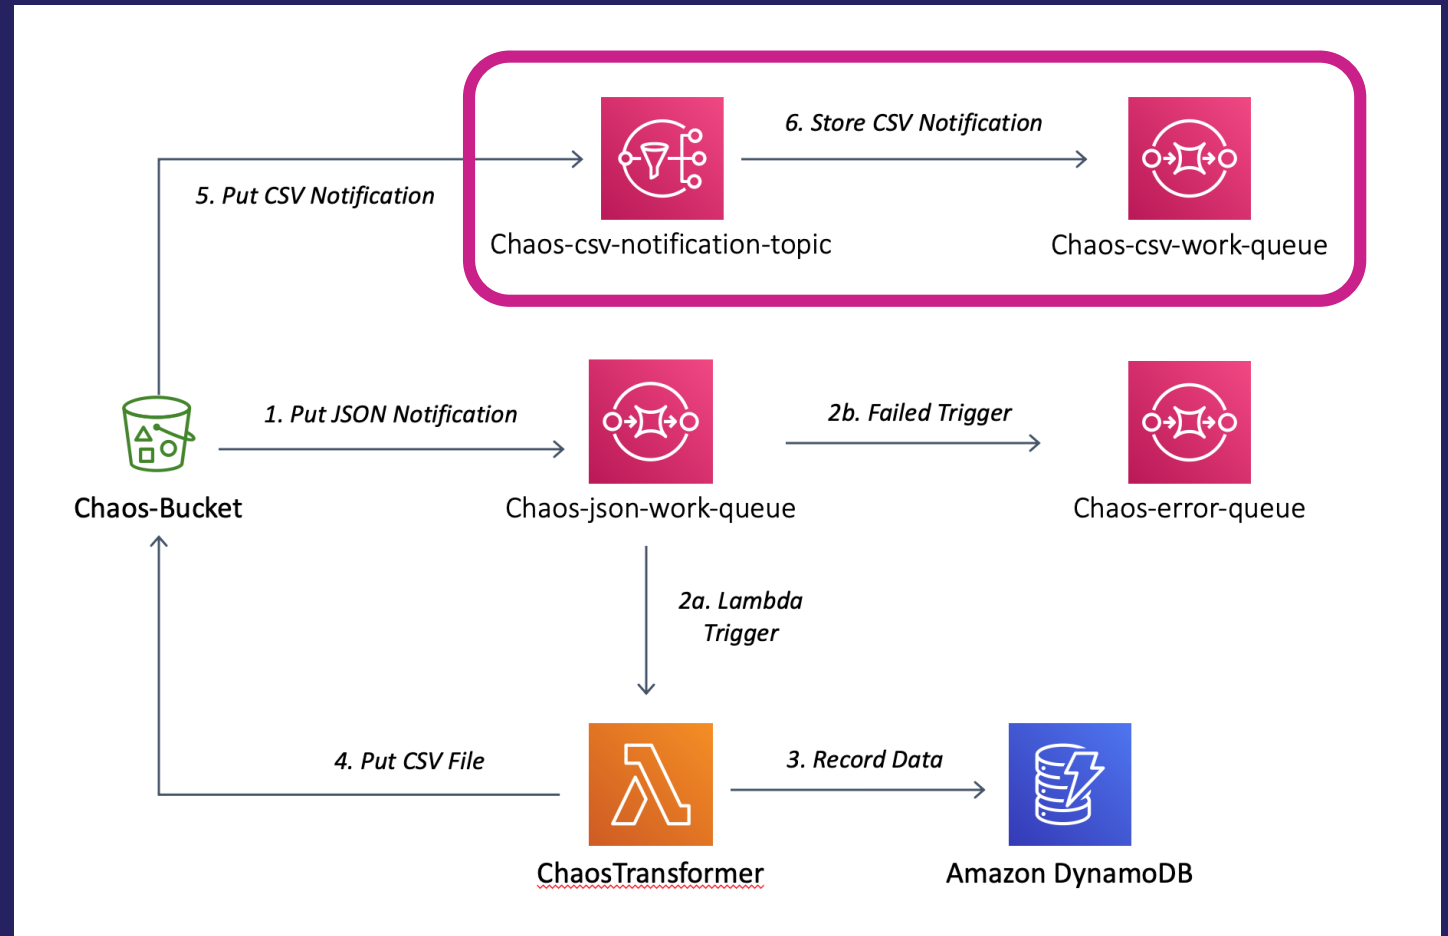 6. Store CSV Notification
5. Put CSV Notification
Chaos-csv-notification-topic
Chaos-csv-work-queue
1. Put JSON Notification
2b. Failed Trigger
Chaos-Bucket
Chaos-json-work-queue
Chaos-error-queue
2a. Lambda
Trigger
4. Put CSV File
3. Record Data
ChaosTransformer
Amazon DynamoDB